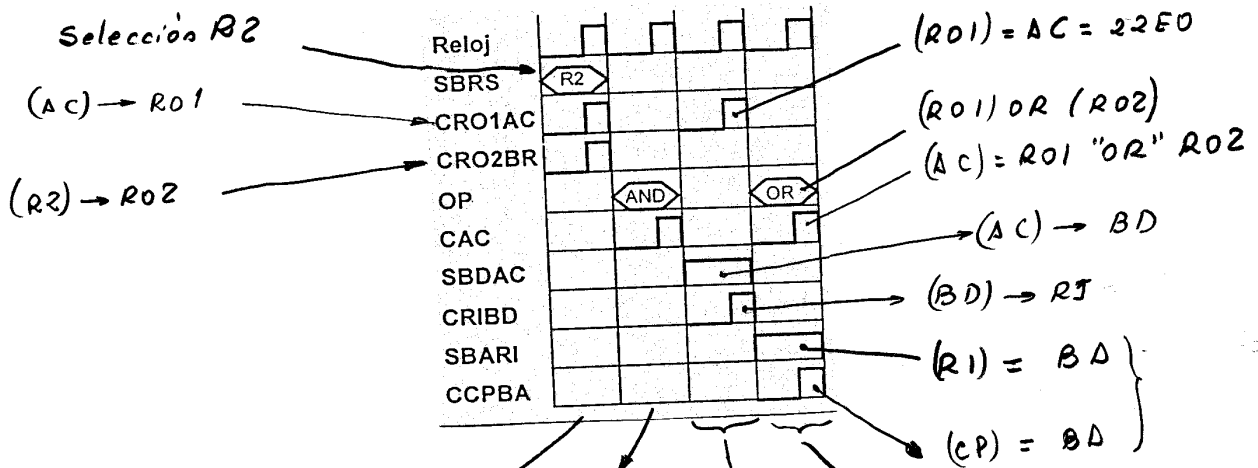 Selección R2
(AC) → RO1
(R2) → RO2
Reloj
SBRS
R2
CRO1AC
CRO2BR
OP
AND
OR
CAC
SBDAC
CRIBD
SBARI
CCPBA
(RO1) = AC = 22E0
(RO1) OR (RO2)
(AC) = RO1 "OR" RO2
(AC) → BD
(BD) → RI
(RI) = BA
(CP) = BA